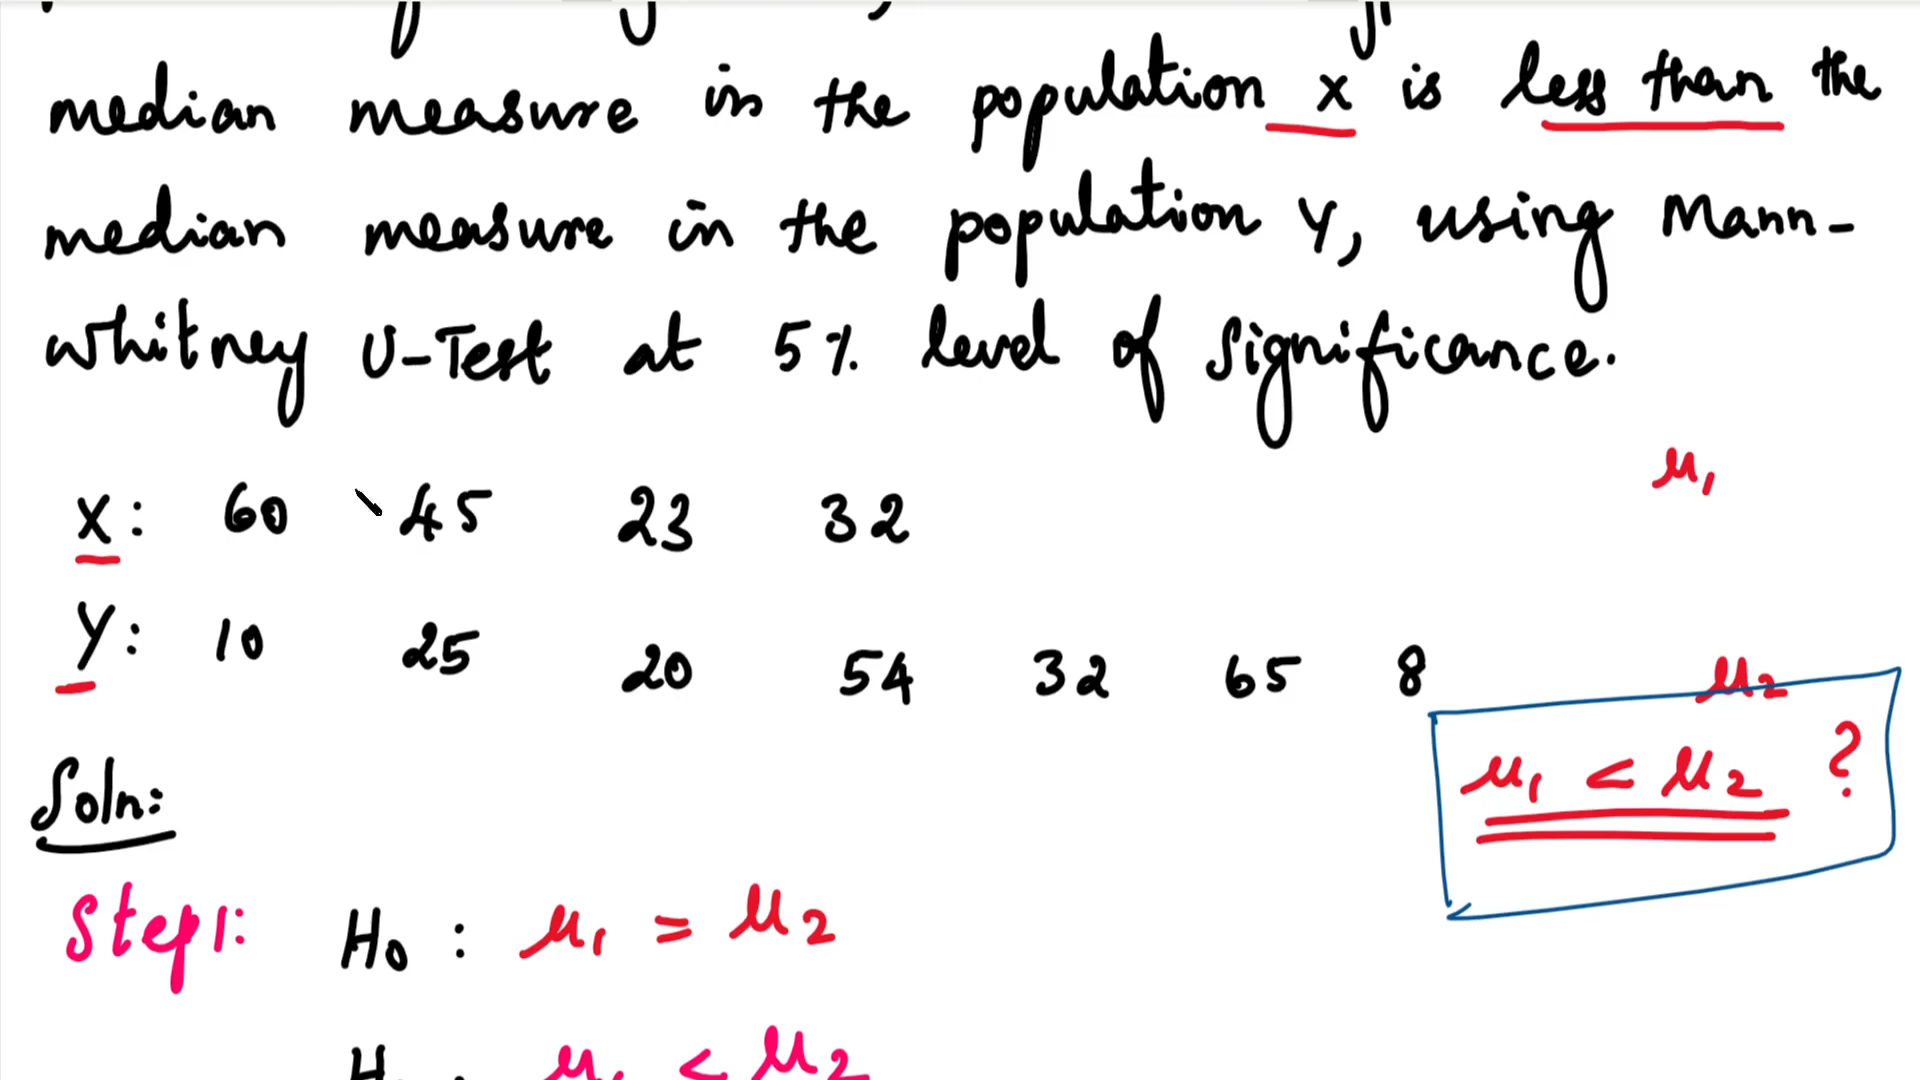 median measure in the population X is less than the
median measure in the population Y, using Mann-
Whitney U-Test at 5% level of significance.
μ₁
X: 60 45 23 32
Y: 10 25 20 54 32 65 8
μ₂
μ₁ < μ₂ ?
Soln:
Step1: H₀ : μ₁ = μ₂
μ₁ < μ₂